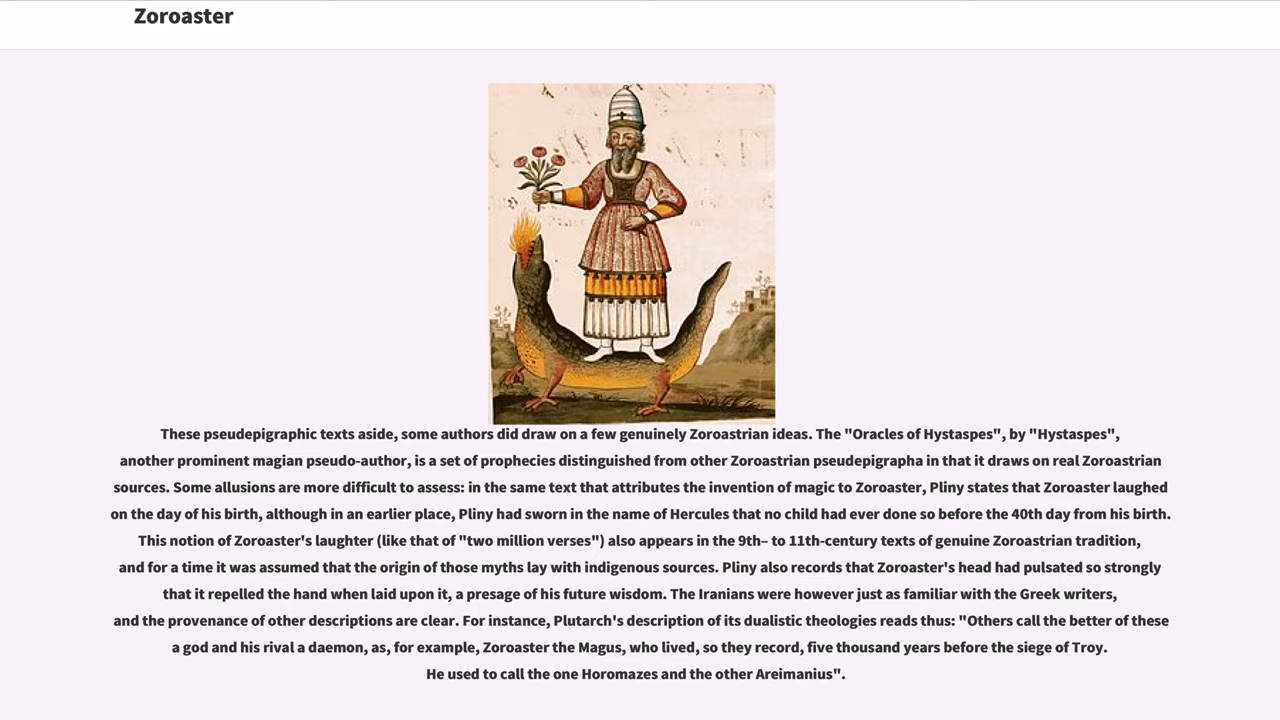 Zoroaster
These pseudepigraphic texts aside, some authors did draw on a few genuinely Zoroastrian ideas. The "Oracles of Hystaspes", by "Hystaspes",
another prominent magian pseudo-author, is a set of prophecies distinguished from other Zoroastrian pseudepigrapha in that it draws on real Zoroastrian
sources. Some allusions are more difficult to assess: in the same text that attributes the invention of magic to Zoroaster, Pliny states that Zoroaster laughed
on the day of his birth, although in an earlier place, Pliny had sworn in the name of Hercules that no child had ever done so before the 40th day from his birth.
This notion of Zoroaster's laughter (like that of "two million verses") also appears in the 9th– to 11th-century texts of genuine Zoroastrian tradition,
and for a time it was assumed that the origin of those myths lay with indigenous sources. Pliny also records that Zoroaster's head had pulsated so strongly
that it repelled the hand when laid upon it, a presage of his future wisdom. The Iranians were however just as familiar with the Greek writers,
and the provenance of other descriptions are clear. For instance, Plutarch's description of its dualistic theologies reads thus: "Others call the better of these
a god and his rival a daemon, as, for example, Zoroaster the Magus, who lived, so they record, five thousand years before the siege of Troy.
He used to call the one Horomazes and the other Areimanius".